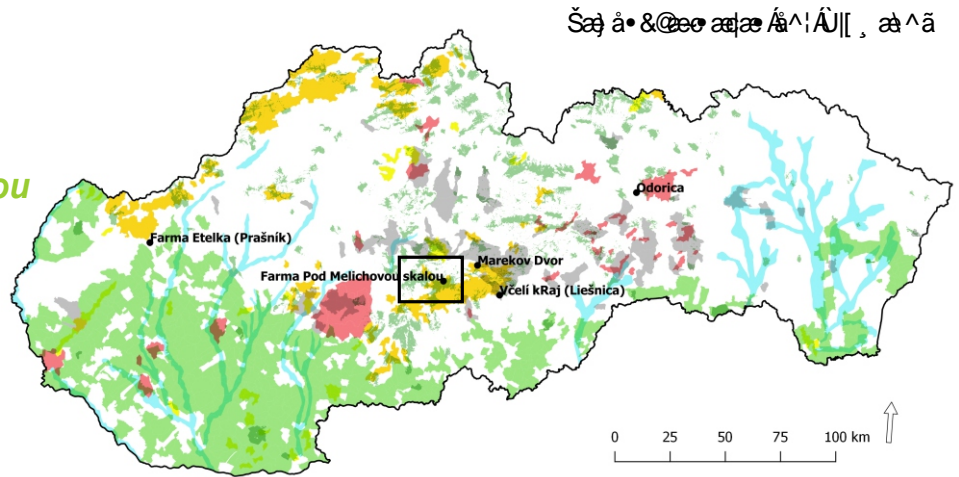 ou
Odorica
Farma Etelka (Prašník)
Marekov Dvor
Farma Pod Melichovou skalou
Včelí kRaj (Liešnica)
0 25 50 75 100 km